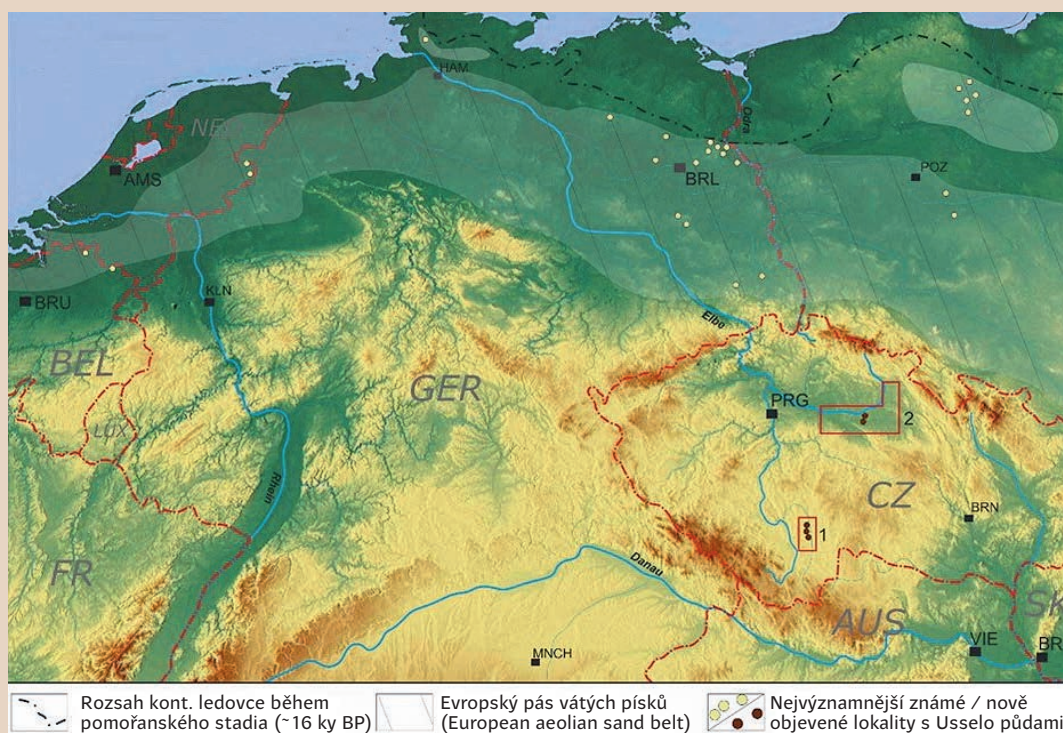 HAM
NE
Odra
AMS
BRL
POZ
BRU
KLN
Elbe
BEL
GER
PRG
2
LUX
CZ
Rhein
BRN
1
FR
Danau
SK
AUS
VIE
MNCH
BR
Rozsah kont. ledovce během
pomořanského stadia (~16 ky BP)
Evropský pás vátých písků
(European aeolian sand belt)
Nejvýznamnější známé / nově
objevené lokality s Usselo půdami